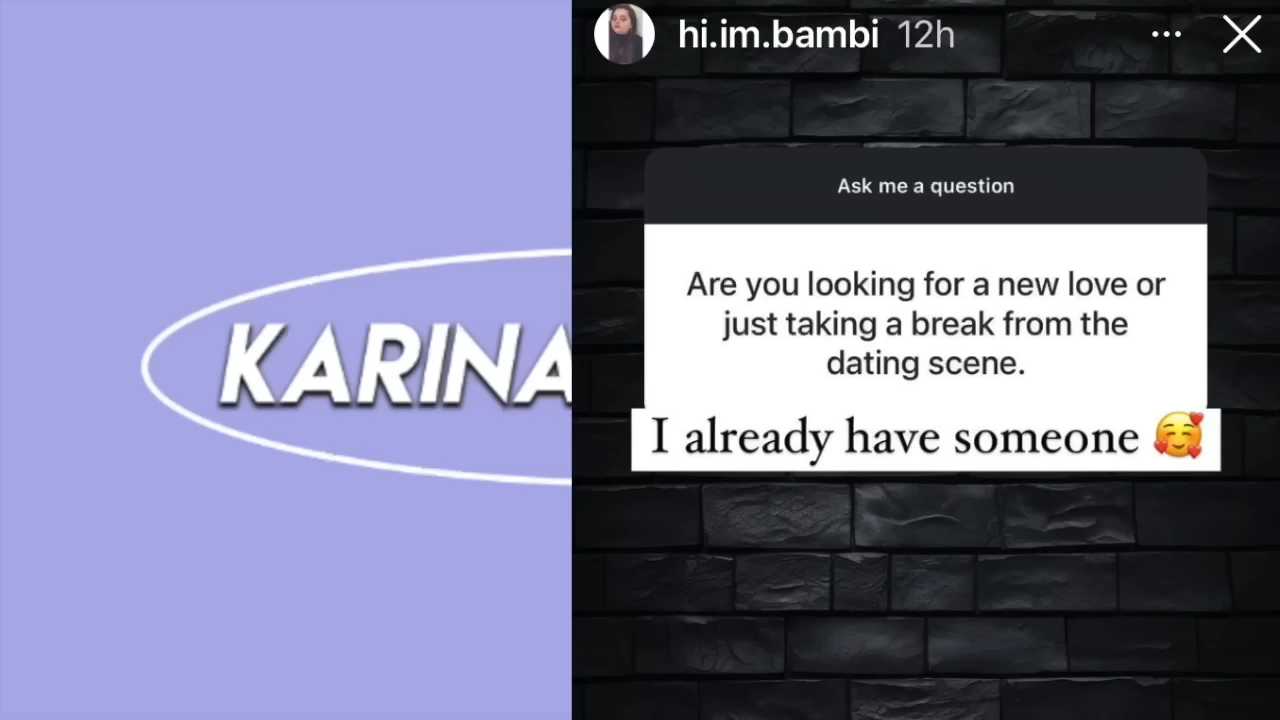 KARINA
hi.im.bambi 12h
Ask me a question
Are you looking for a new love or
just taking a break from the
dating scene.
I already have someone 🥰